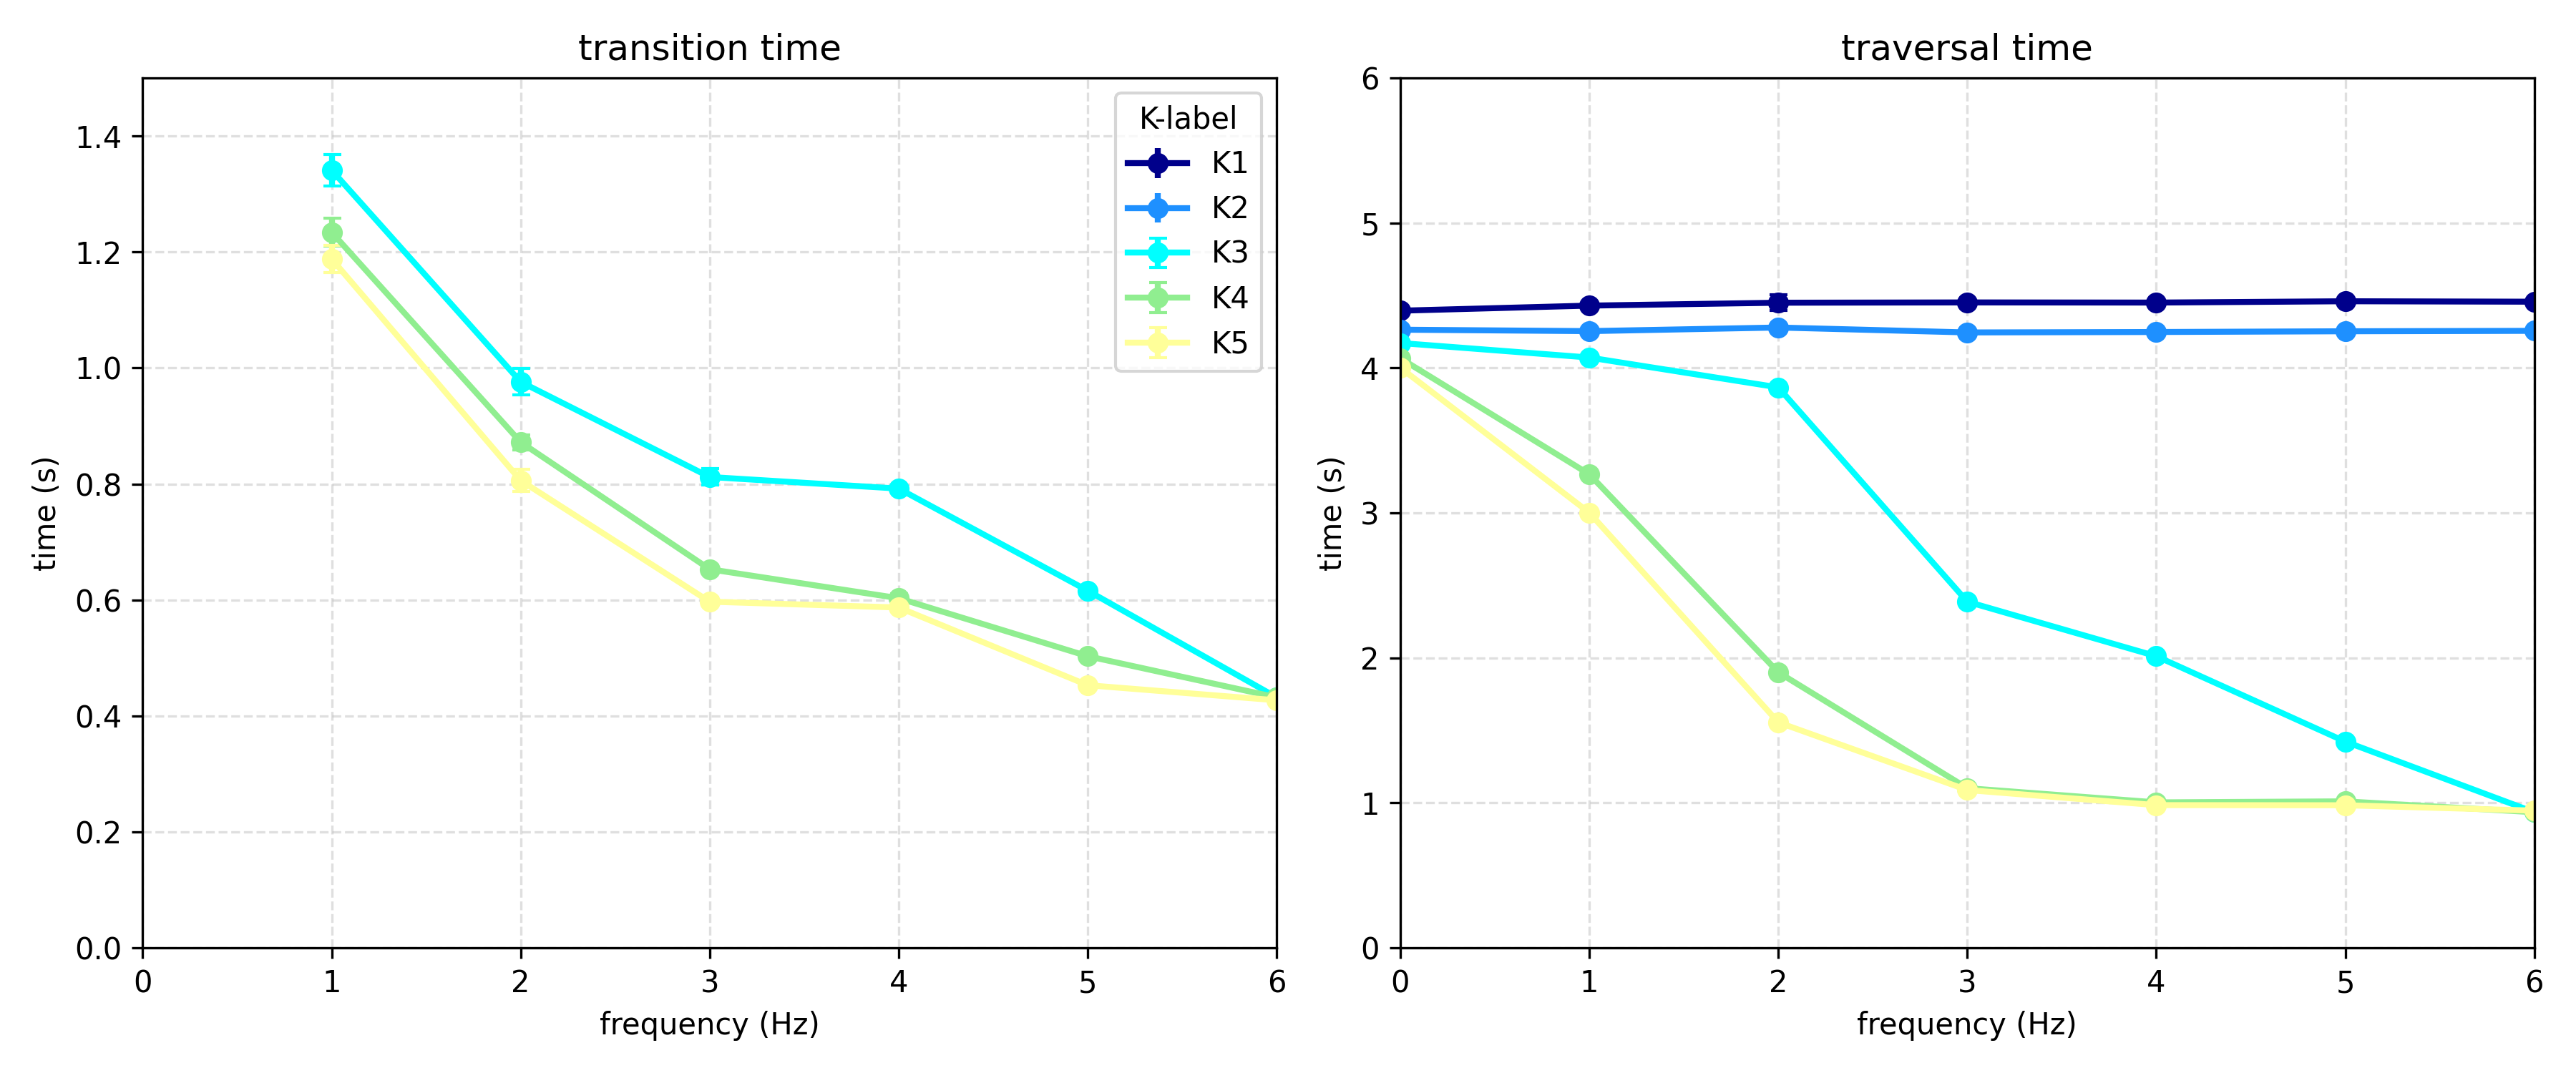 transition time
1.4
1.2
1.0
0.8
0.6
0.4
0.2
0.0
time (s)
0 1 2 3 4 5 6
frequency (Hz)
K-label
K1
K2
K3
K4
K5
traversal time
6
5
4
3
2
1
0
time (s)
0 1 2 3 4 5 6
frequency (Hz)